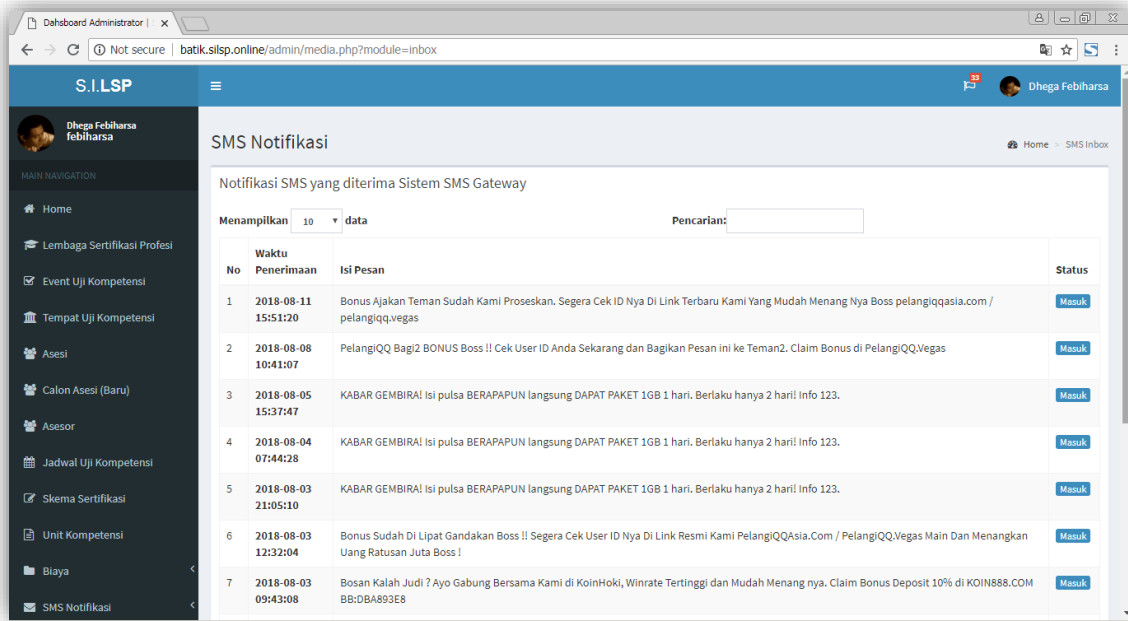 Dahsboard Administrator |
Not secure | batik.silsp.online/admin/media.php?module=inbox
S.I.LSP
33
Dhega Febiharsa
Dhega Febiharsa
febiharsa
MAIN NAVIGATION
Home
Lembaga Sertifikasi Profesi
Event Uji Kompetensi
Tempat Uji Kompetensi
Asesi
Calon Asesi (Baru)
Asesor
Jadwal Uji Kompetensi
Skema Sertifikasi
Unit Kompetensi
Biaya
SMS Notifikasi
SMS Notifikasi
Home > SMS Inbox
Notifikasi SMS yang diterima Sistem SMS Gateway
Menampilkan 10 data Pencarian:
No Waktu Penerimaan Isi Pesan Status
1 2018-08-11 15:51:20 Bonus Ajakan Teman Sudah Kami Proseskan. Segera Cek ID Nya Di Link Terbaru Kami Yang Mudah Menang Nya Boss pelangiqqasia.com /
pelangiqq.vegas Masuk
2 2018-08-08 10:41:07 PelangiQQ Bagi2 BONUS Boss !! Cek User ID Anda Sekarang dan Bagikan Pesan ini ke Teman2. Claim Bonus di PelangiQQ.Vegas Masuk
3 2018-08-05 15:37:47 KABAR GEMBIRA! Isi pulsa BERAPAPUN langsung DAPAT PAKET 1GB 1 hari. Berlaku hanya 2 hari! Info 123. Masuk
4 2018-08-04 07:44:28 KABAR GEMBIRA! Isi pulsa BERAPAPUN langsung DAPAT PAKET 1GB 1 hari. Berlaku hanya 2 hari! Info 123. Masuk
5 2018-08-03 21:05:10 KABAR GEMBIRA! Isi pulsa BERAPAPUN langsung DAPAT PAKET 1GB 1 hari. Berlaku hanya 2 hari! Info 123. Masuk
6 2018-08-03 12:32:04 Bonus Sudah Di Lipat Gandakan Boss !! Segera Cek User ID Nya Di Link Resmi Kami PelangiQQAsia.Com / PelangiQQ.Vegas Main Dan Menangkan
Uang Ratusan Juta Boss ! Masuk
7 2018-08-03 09:43:08 Bosan Kalah Judi ? Ayo Gabung Bersama Kami di KoinHoki, Winrate Tertinggi dan Mudah Menang nya. Claim Bonus Deposit 10% di KOIN888.COM
BB:DBA893E8 Masuk